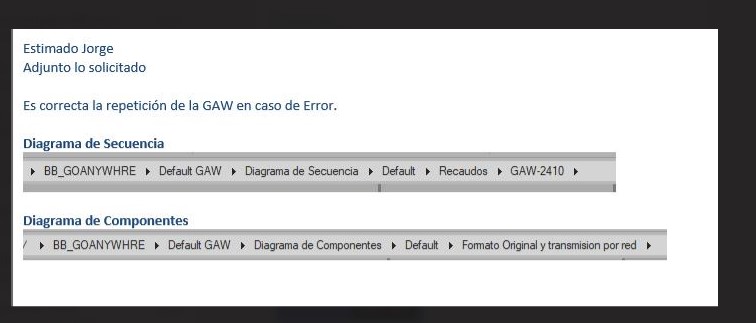 Estimado Jorge
Adjunto lo solicitado
Es correcta la repetición de la GAW en caso de Error.
Diagrama de Secuencia
BB_GOANYWHRE Default GAW Diagrama de Secuencia Default Recaudos GAW-2410
Diagrama de Componentes
/ BB_GOANYWHRE Default GAW Diagrama de Componentes Default Formato Original y transmision por red